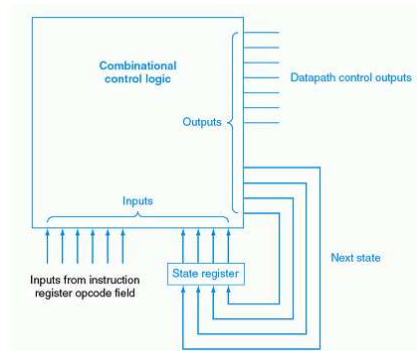 Combinational
control logic
Datapath control outputs
Outputs
Inputs
Inputs from instruction
register opcode field
State register
Next state